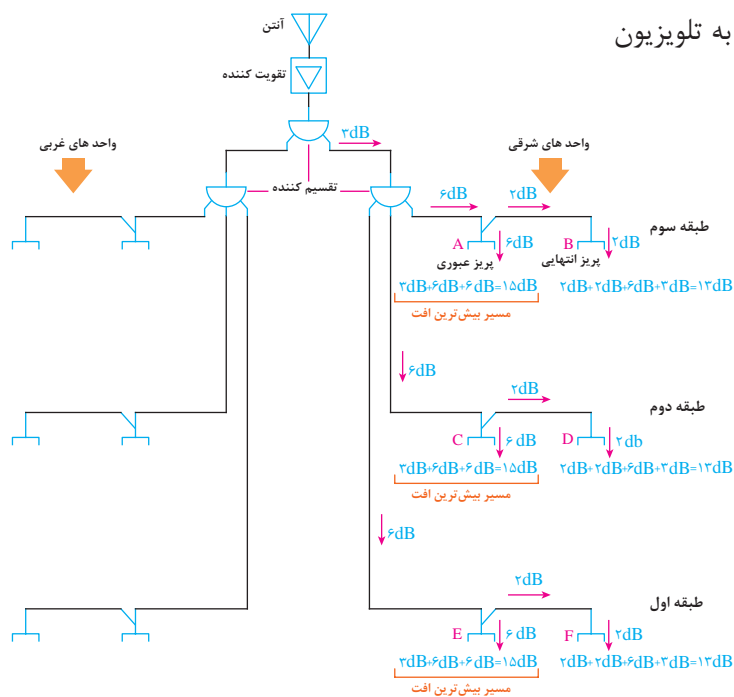 به تلویزیون
آنتن
تقویت کننده
۳dB
واحد های شرقی
واحد های غربی
تقسیم کننده
۶dB
۲dB
طبقه سوم
A
۶dB
B
۲dB
پریز عبوری
پریز انتهایی
۳dB+۶dB+۶dB=۱۵dB
۲dB+۲dB+۶dB+۳dB=۱۳dB
مسیر بیش‌ترین افت
۶dB
۲dB
طبقه دوم
C
۶ dB
D
۲db
۳dB+۶dB+۶dB=۱۵dB
۲dB+۲dB+۶dB+۳dB=۱۳dB
مسیر بیش‌ترین افت
۶dB
۲dB
طبقه اول
E
۶ dB
F
۲dB
۳dB+۶dB+۶dB=۱۵dB
۲dB+۲dB+۶dB+۳dB=۱۳dB
مسیر بیش‌ترین افت